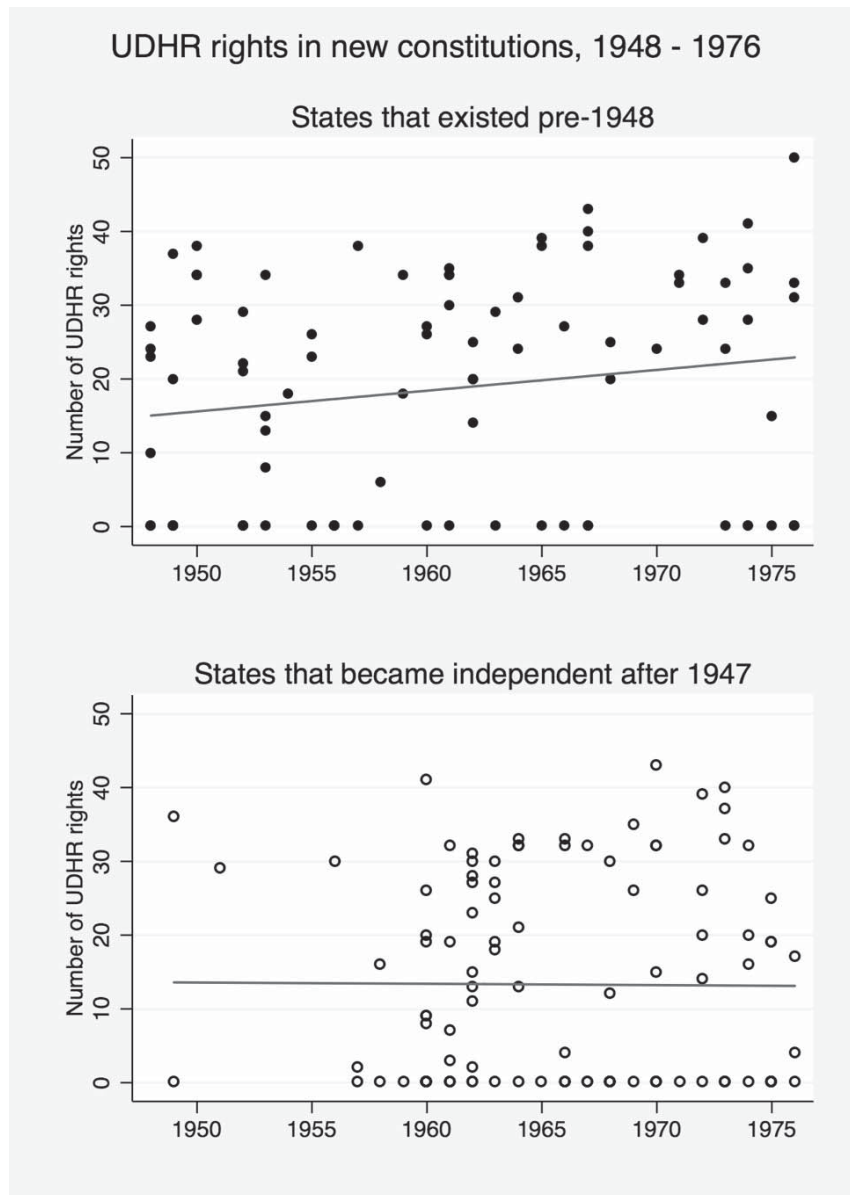 UDHR rights in new constitutions, 1948 - 1976
States that existed pre-1948
Number of UDHR rights
50
40
30
20
10
0
1950 1955 1960 1965 1970 1975
States that became independent after 1947
Number of UDHR rights
50
40
30
20
10
0
1950 1955 1960 1965 1970 1975